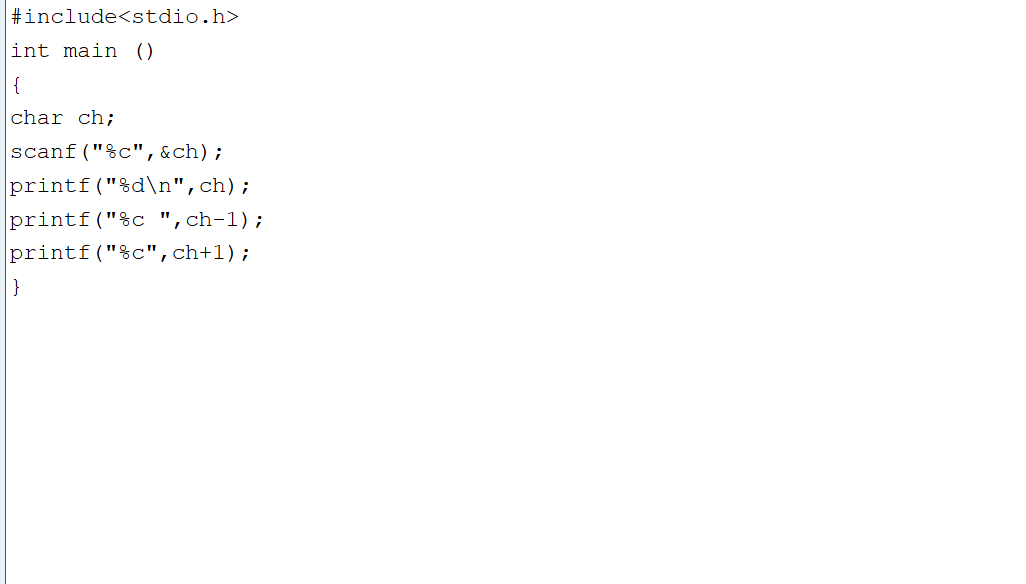 #include<stdio.h>
int main ()
{
char ch;
scanf("%c",&ch);
printf("%d\n",ch);
printf("%c ",ch-1);
printf("%c",ch+1);
}